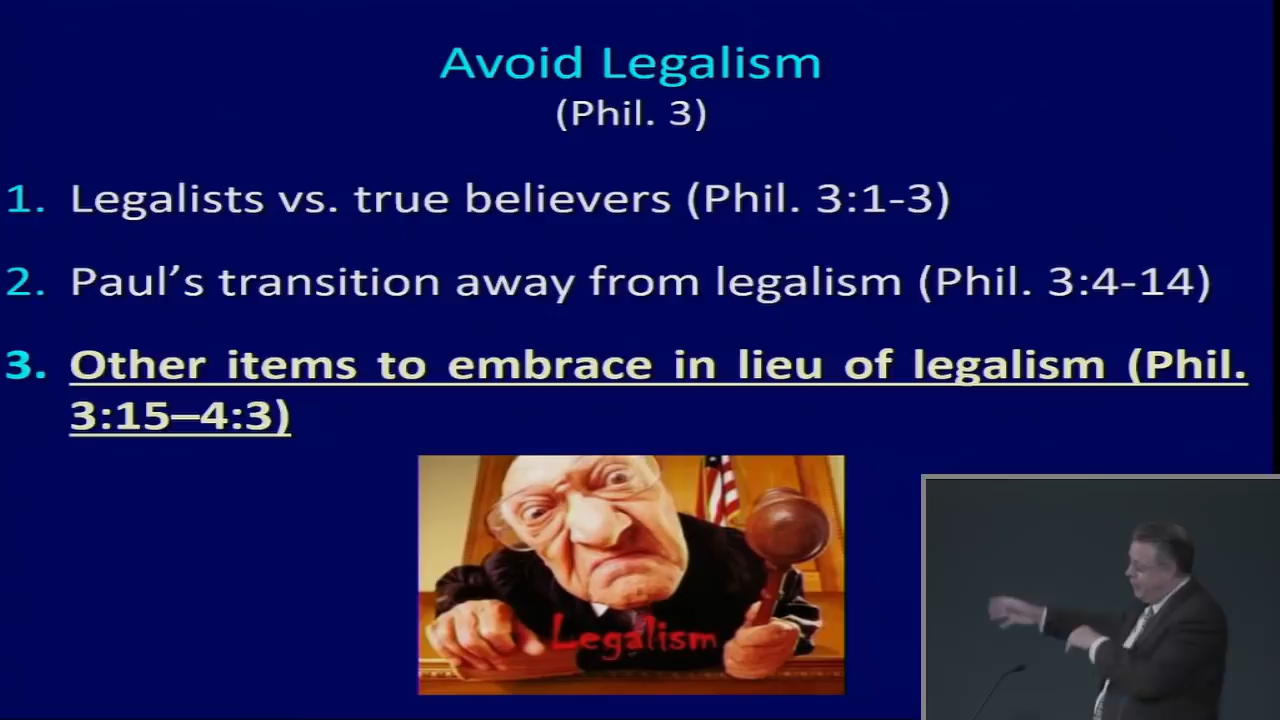 Avoid Legalism
(Phil. 3)
1. Legalists vs. true believers (Phil. 3:1-3)
2. Paul’s transition away from legalism (Phil. 3:4-14)
3. Other items to embrace in lieu of legalism (Phil.
3:15–4:3)
Legalism